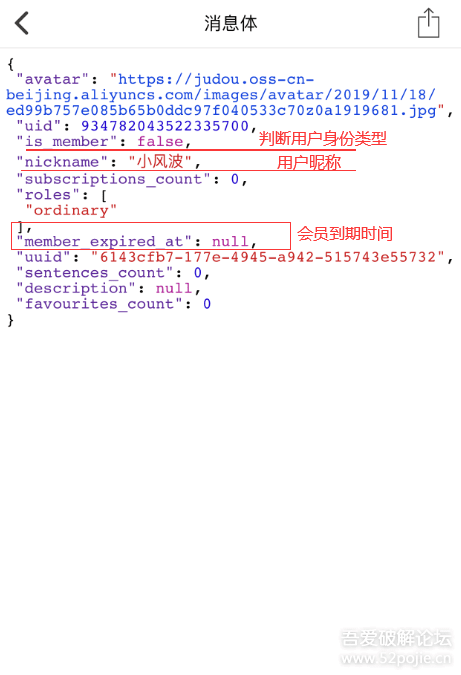 消息体
{
"avatar": "https://judou.oss-cn-
beijing.aliyuncs.com/images/avatar/2019/11/18/
ed99b757e085b65b0ddc97f040533c70z0a1919681.jpg",
"uid": 934782043522335700,
"is_member": false, 判断用户身份类型
"nickname": "小风波", 用户昵称
"subscriptions_count": 0,
"roles": [
"ordinary"
],
"member_expired_at": null, 会员到期时间
"uuid": "6143cfb7-177e-4945-a942-515743e55732",
"sentences_count": 0,
"description": null,
"favourites_count": 0
}
吾爱破解论坛
www.52pojie.cn